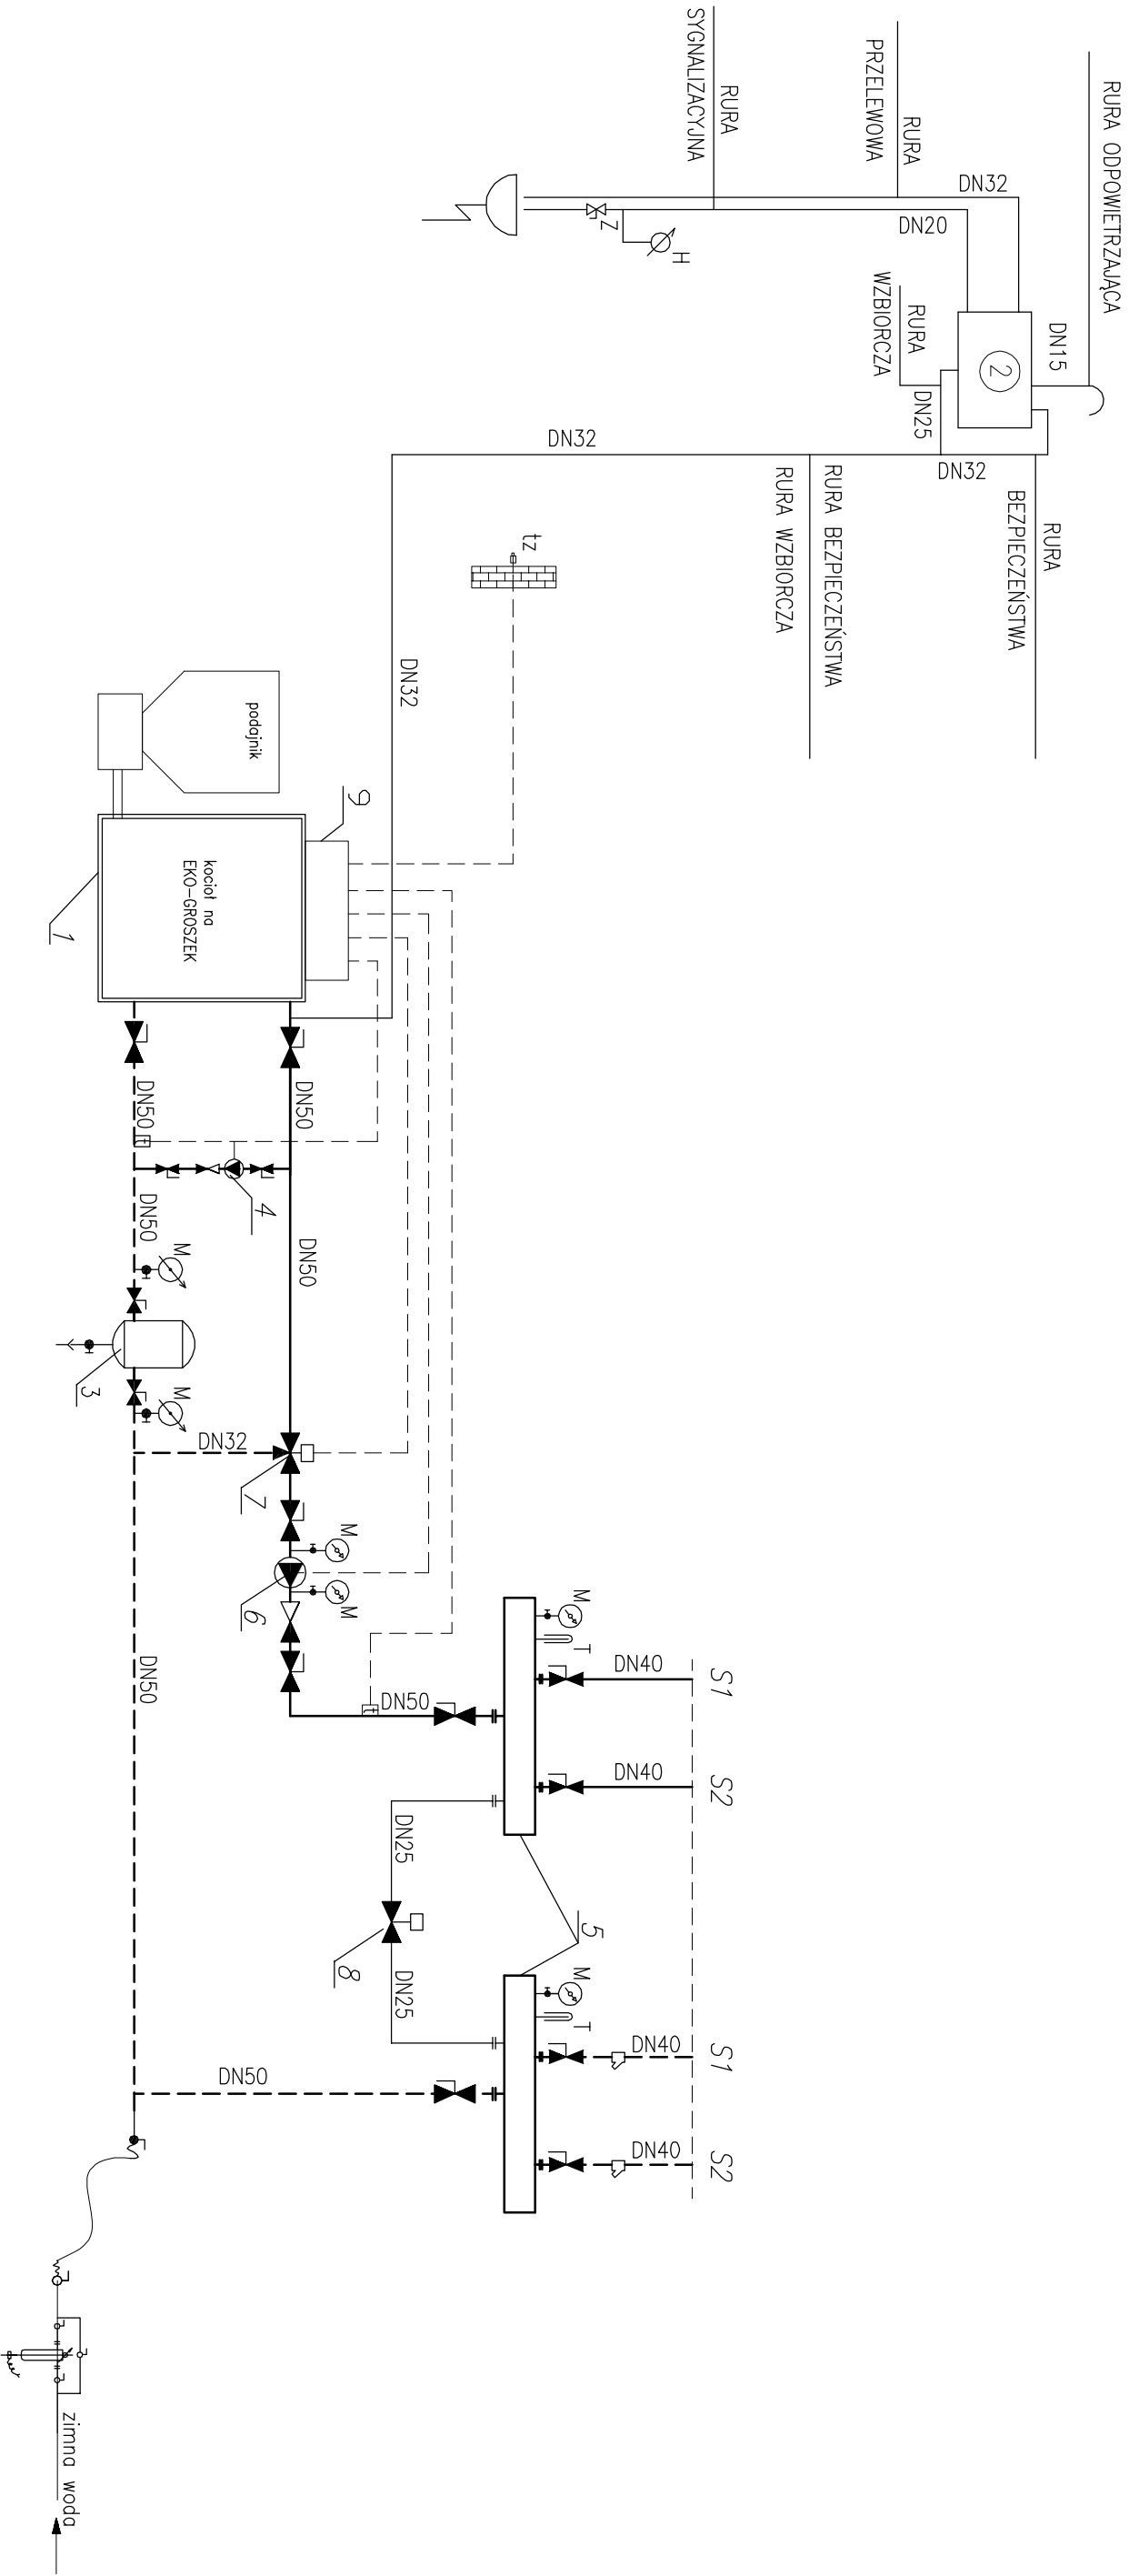 RURA ODPOWIETRZAJĄCA
RURA
PRZELEWOWA
RURA
SYGNALIZACYJNA
DN32
DN20
Z
H
DN15
2
RURA
WZBIORCZA
DN25
DN32
RURA
BEZPIECZEŃSTWA
RURA BEZPIECZEŃSTWA
RURA WZBIORCZA
DN32
DN32
tz
podajnik
9
kocioł na
EKO-GROSZEK
1
DN50
DN50
t
4
DN50
DN50
M
3
M
DN32
7
M
6
M
DN50
t
DN50
M
T
DN40
S1
DN40
S2
DN25
8
DN25
5
M
T
DN40
S1
DN40
S2
DN50
zimna woda